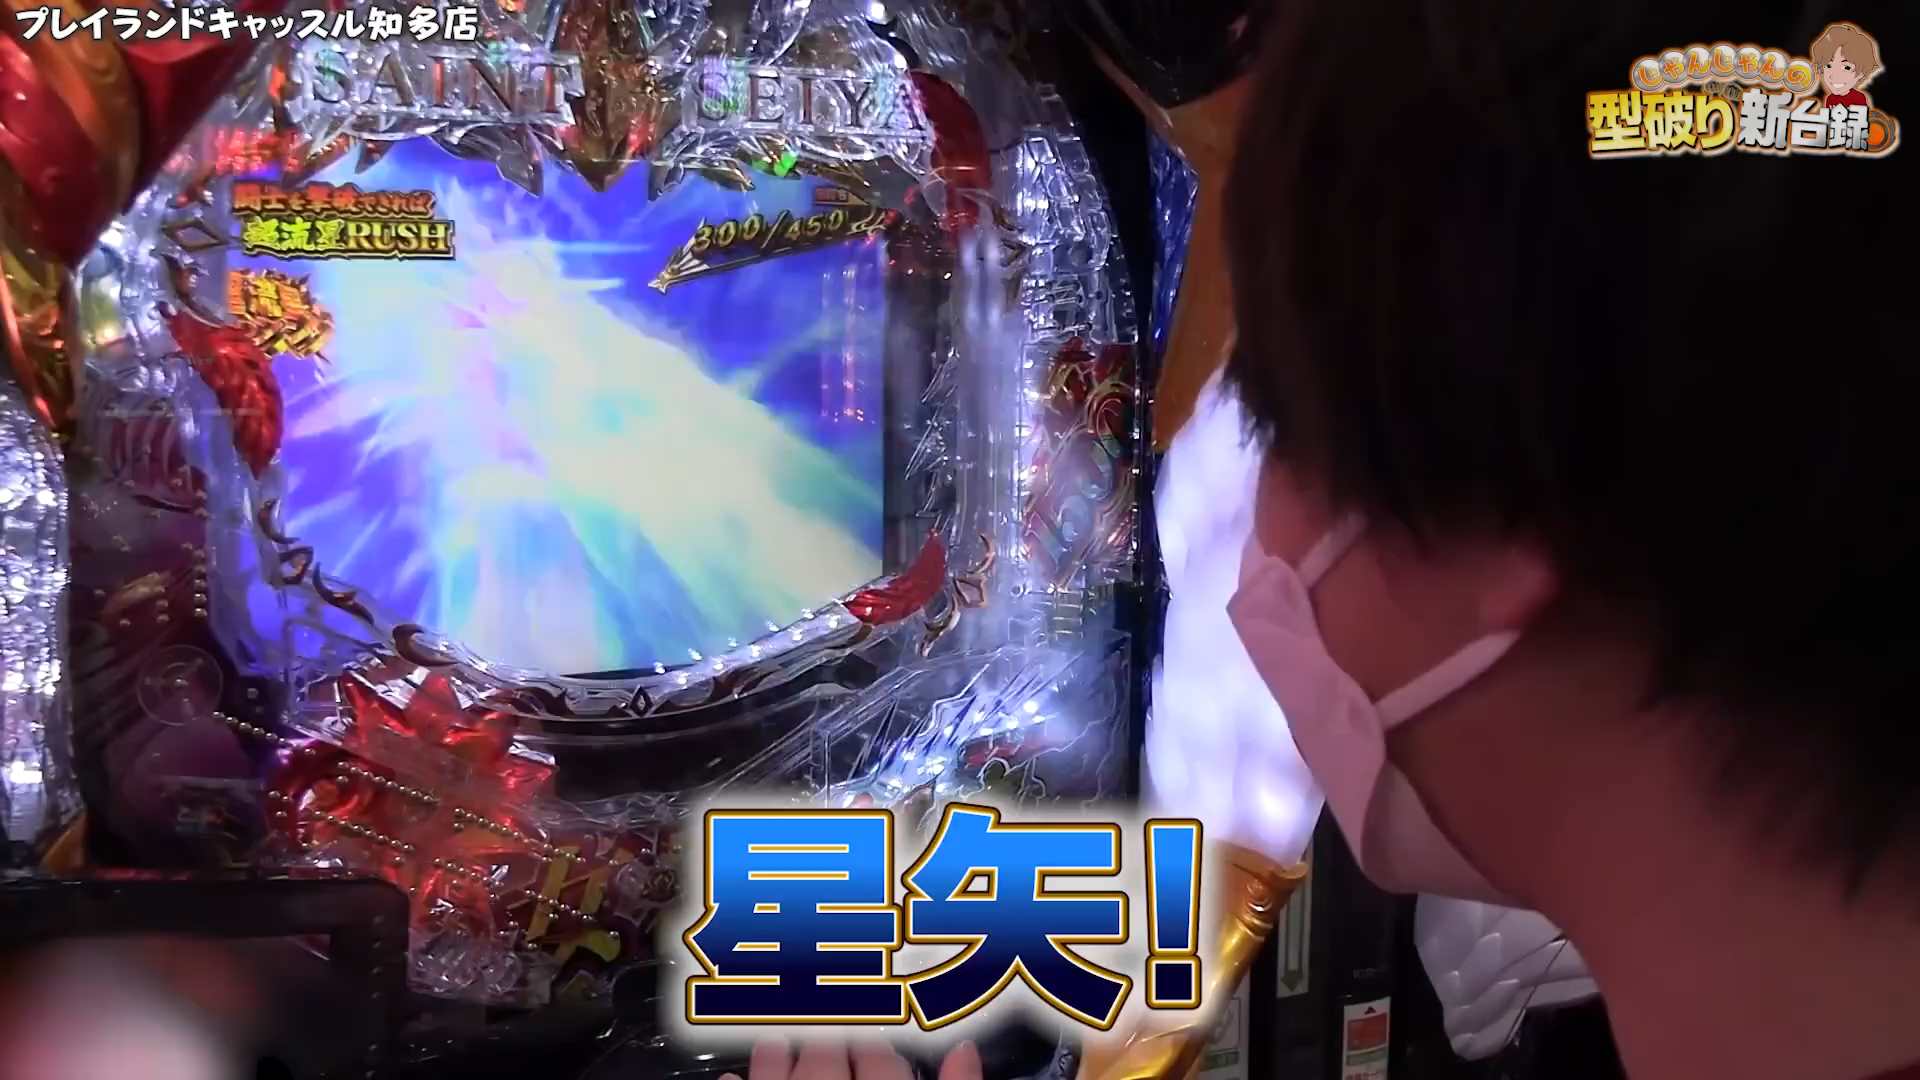 プレイランドキャッスル知多店
じゃんじゃんの
型破り新台録
SAINT SEIYA
闘士を撃破できれば
超流星RUSH
300/450
星矢!